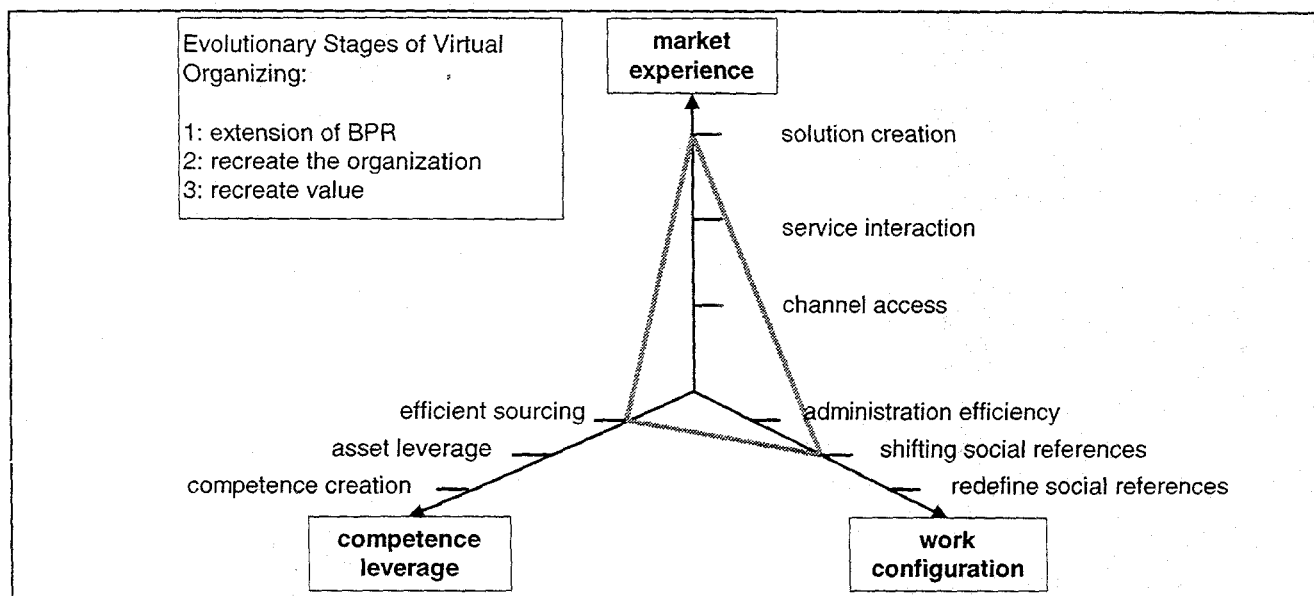 Evolutionary Stages of Virtual
Organizing:
1: extension of BPR
2: recreate the organization
3: recreate value
market
experience
solution creation
service interaction
channel access
efficient sourcing
administration efficiency
asset leverage
shifting social references
competence creation
redefine social references
competence
leverage
work
configuration